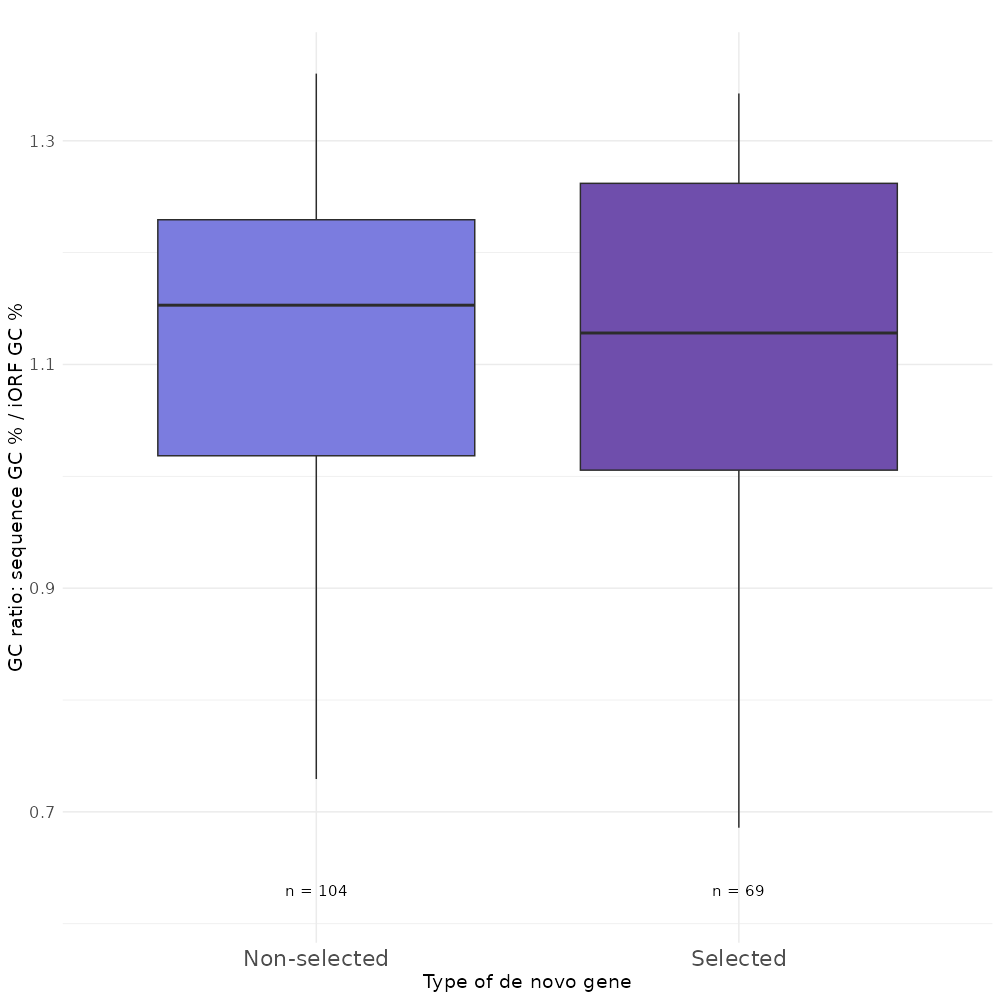 GC ratio: sequence GC % / iORF GC %
1.3
1.1
0.9
0.7
n = 104
n = 69
Non-selected
Selected
Type of de novo gene